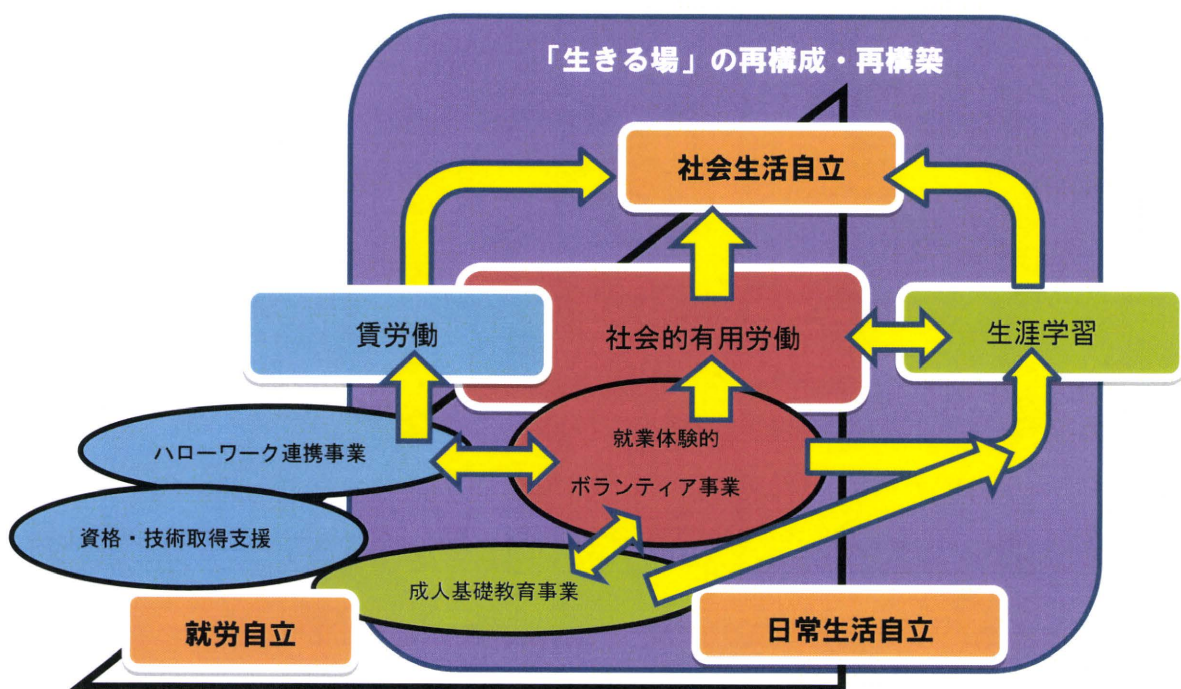 「生きる場」の再構成・再構築
社会生活自立
賃労働
社会的有用労働
生涯学習
ハローワーク連携事業
就業体験的
ボランティア事業
資格・技術取得支援
成人基礎教育事業
就労自立
日常生活自立